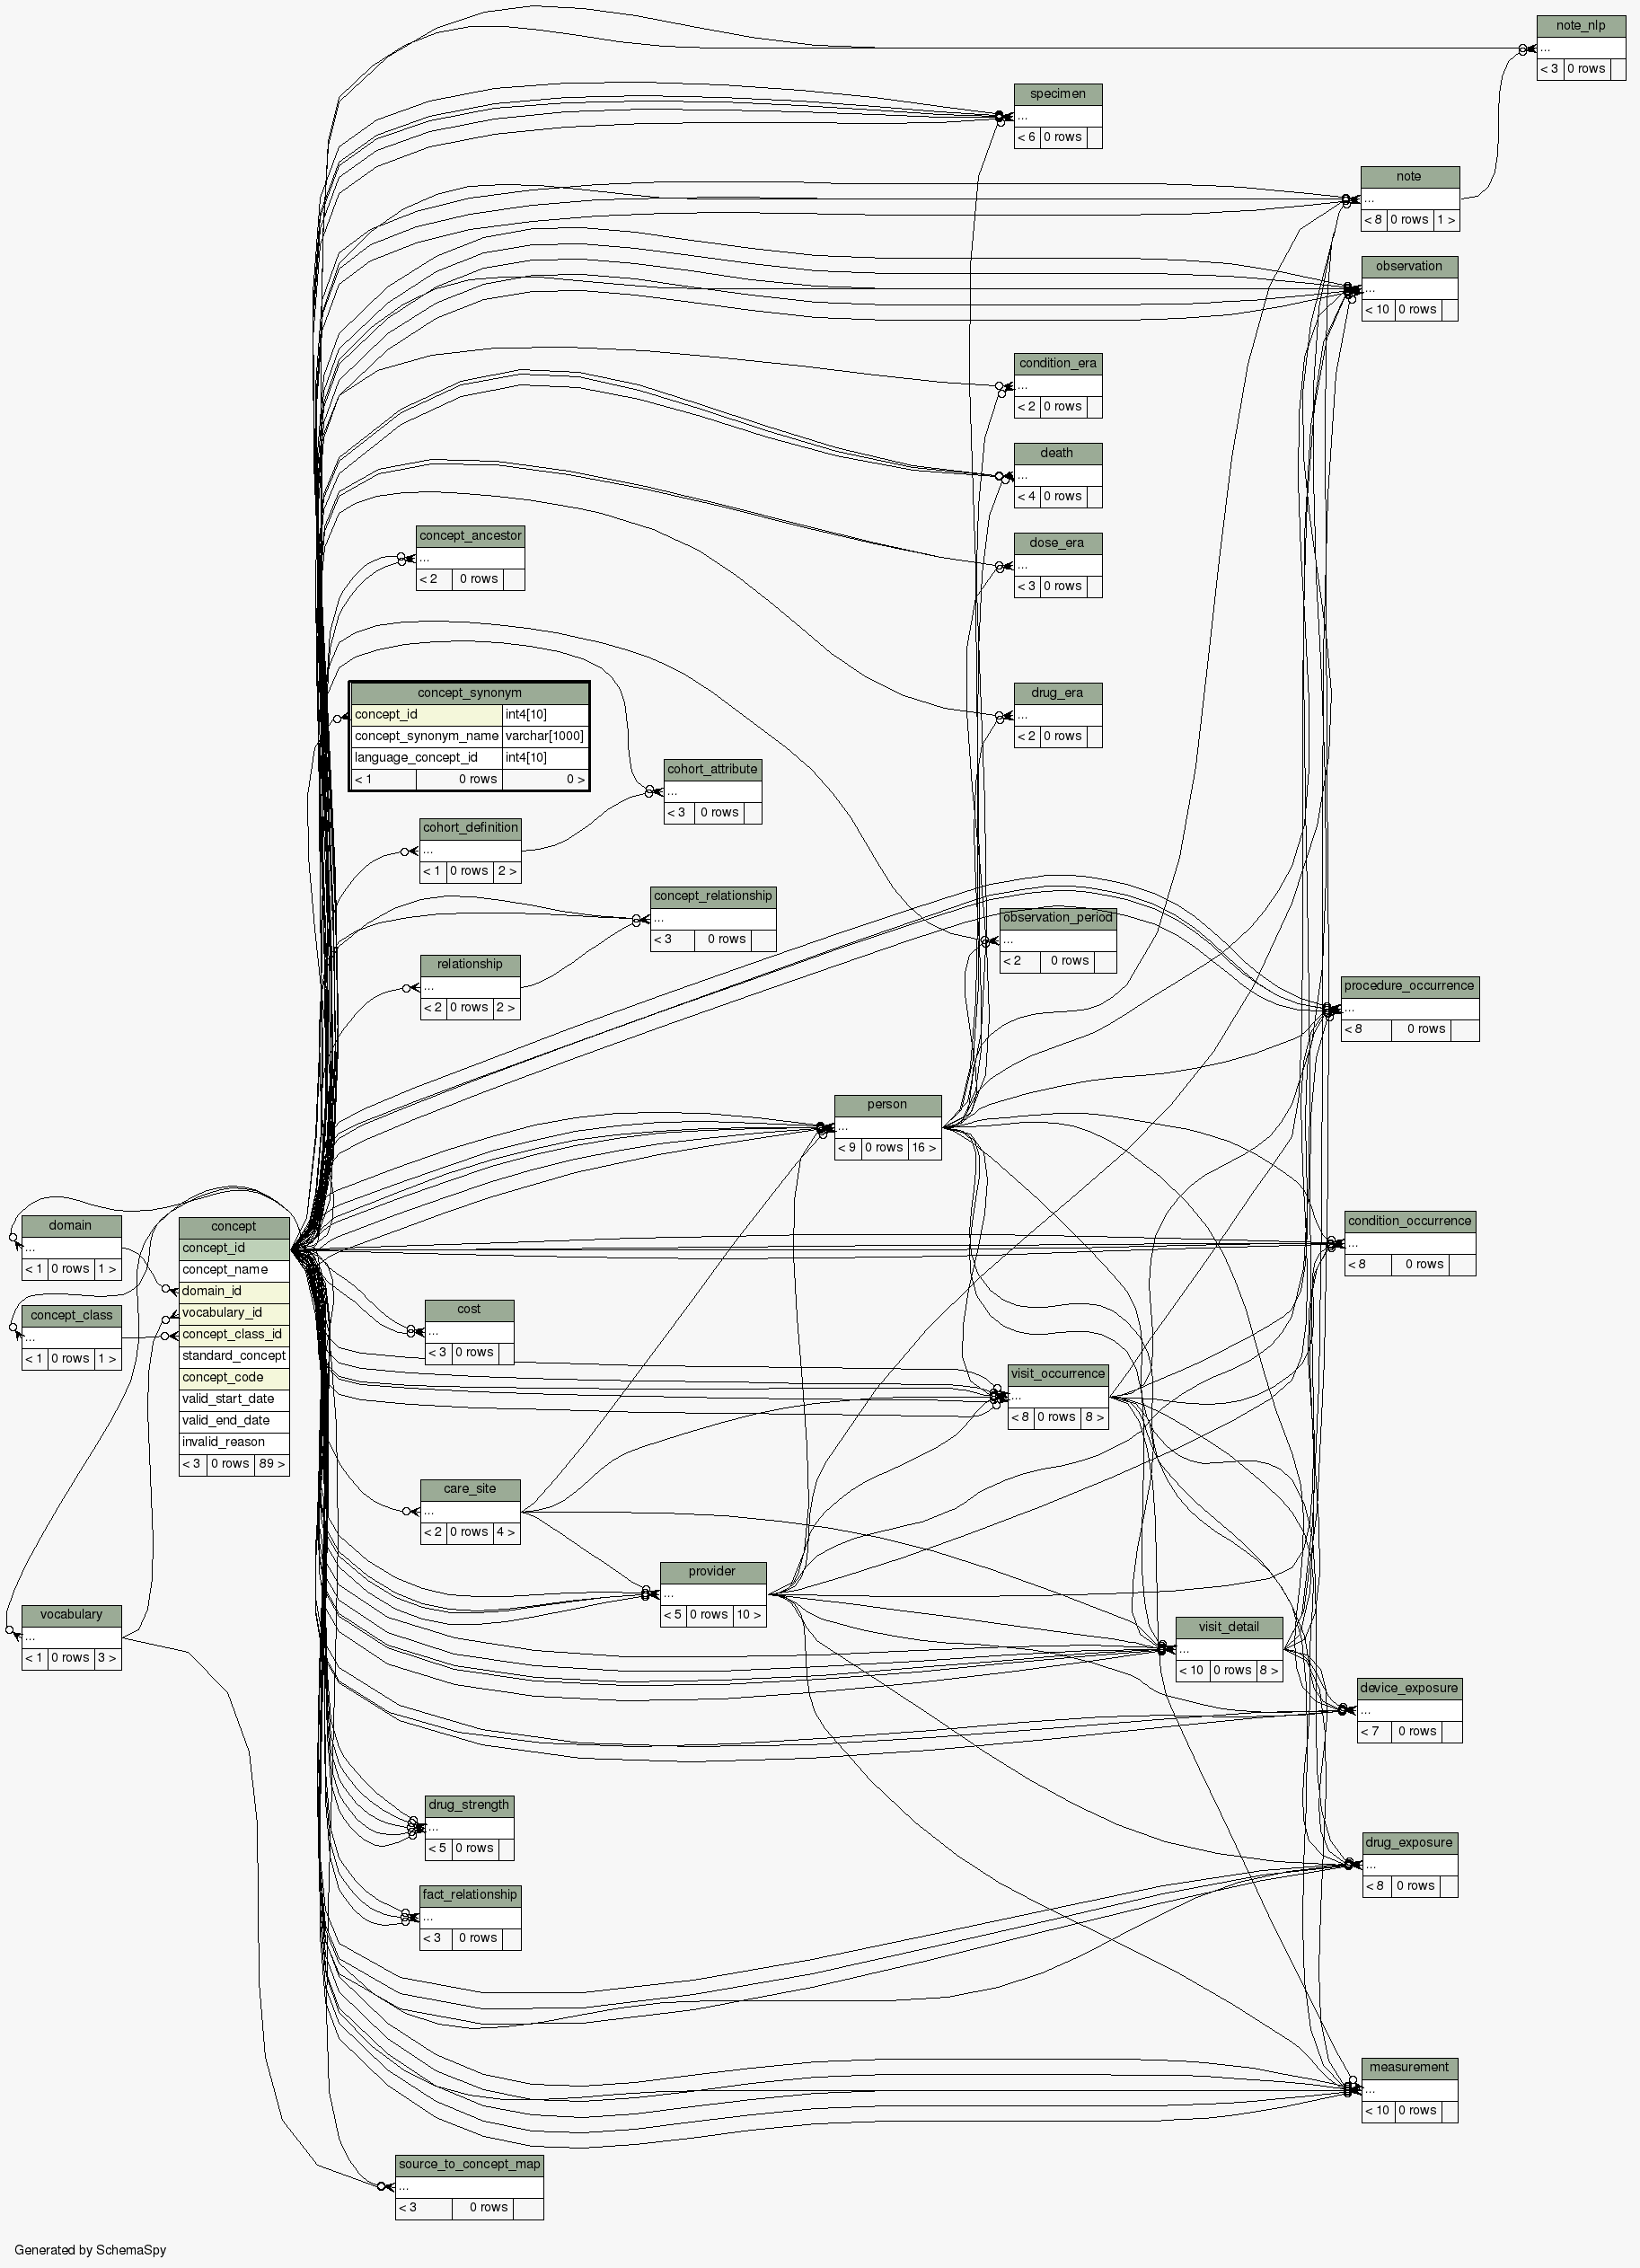 note_nlp
...
< 3 0 rows
specimen
...
< 6 0 rows
note
...
< 8 0 rows 1 >
observation
...
< 10 0 rows
condition_era
...
< 2 0 rows
death
...
< 4 0 rows
concept_ancestor
...
< 2 0 rows
dose_era
...
< 3 0 rows
concept_synonym
concept_id int4[10]
concept_synonym_name varchar[1000]
language_concept_id int4[10]
< 1 0 rows 0 >
drug_era
...
< 2 0 rows
cohort_attribute
...
< 3 0 rows
cohort_definition
...
< 1 0 rows 2 >
concept_relationship
...
< 3 0 rows
observation_period
...
< 2 0 rows
relationship
...
< 2 0 rows 2 >
procedure_occurrence
...
< 8 0 rows
person
...
< 9 0 rows 16 >
condition_occurrence
...
< 8 0 rows
domain
...
< 1 0 rows 1 >
concept_class
...
< 1 0 rows 1 >
concept
concept_id
concept_name
domain_id
vocabulary_id
concept_class_id
standard_concept
concept_code
valid_start_date
valid_end_date
invalid_reason
< 3 0 rows 89 >
cost
...
< 3 0 rows
visit_occurrence
...
< 8 0 rows 8 >
care_site
...
< 2 0 rows 4 >
provider
...
< 5 0 rows 10 >
vocabulary
...
< 1 0 rows 3 >
visit_detail
...
< 10 0 rows 8 >
device_exposure
...
< 7 0 rows
drug_strength
...
< 5 0 rows
drug_exposure
...
< 8 0 rows
fact_relationship
...
< 3 0 rows
measurement
...
< 10 0 rows
source_to_concept_map
...
< 3 0 rows
Generated by SchemaSpy